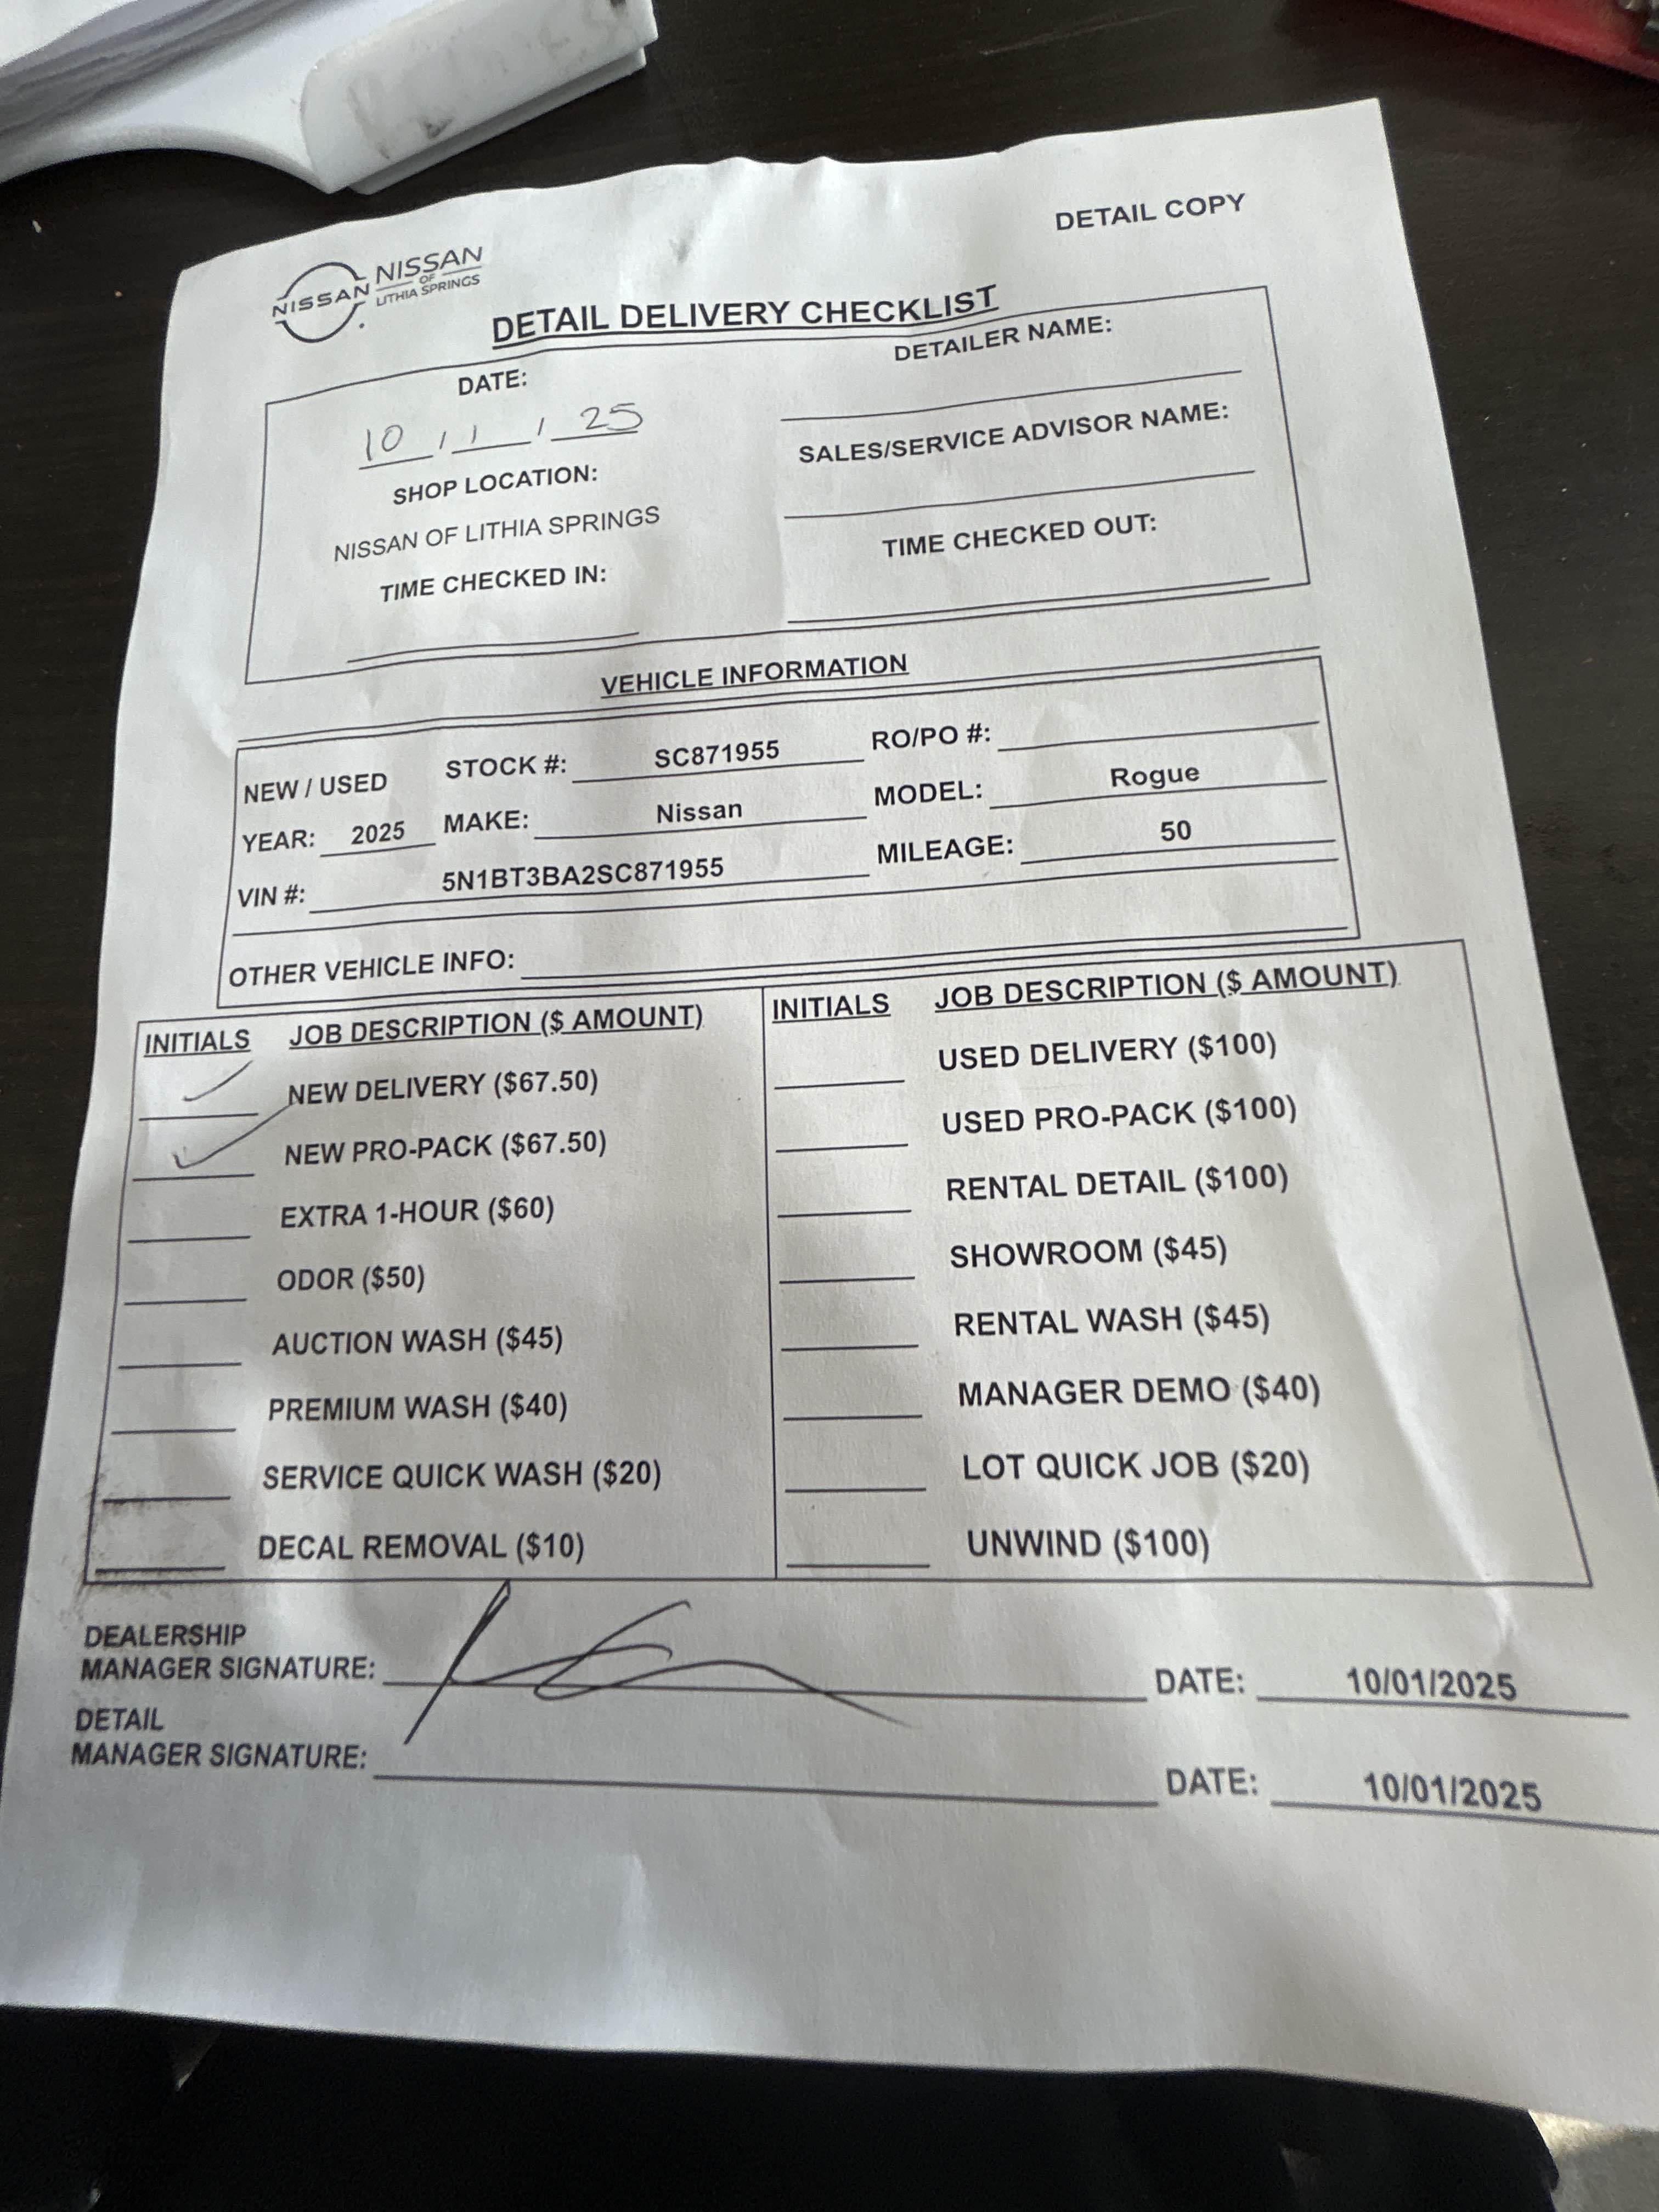 DETAIL COPY
NISSAN
NISSAN
OF
LITHIA SPRINGS
DETAIL DELIVERY CHECKLIST
DATE:
10 / 1 / 25
DETAILER NAME:
SHOP LOCATION:
NISSAN OF LITHIA SPRINGS
SALES/SERVICE ADVISOR NAME:
TIME CHECKED IN:
TIME CHECKED OUT:
VEHICLE INFORMATION
NEW / USED STOCK #: SC871955 RO/PO #:
YEAR: 2025 MAKE: Nissan MODEL: Rogue
VIN #: 5N1BT3BA2SC871955 MILEAGE: 50
OTHER VEHICLE INFO:
INITIALS JOB DESCRIPTION ($ AMOUNT)
NEW DELIVERY ($67.50)
NEW PRO-PACK ($67.50)
EXTRA 1-HOUR ($60)
ODOR ($50)
AUCTION WASH ($45)
PREMIUM WASH ($40)
SERVICE QUICK WASH ($20)
DECAL REMOVAL ($10)
INITIALS JOB DESCRIPTION ($ AMOUNT)
USED DELIVERY ($100)
USED PRO-PACK ($100)
RENTAL DETAIL ($100)
SHOWROOM ($45)
RENTAL WASH ($45)
MANAGER DEMO ($40)
LOT QUICK JOB ($20)
UNWIND ($100)
DEALERSHIP
MANAGER SIGNATURE: DATE: 10/01/2025
DETAIL
MANAGER SIGNATURE: DATE: 10/01/2025